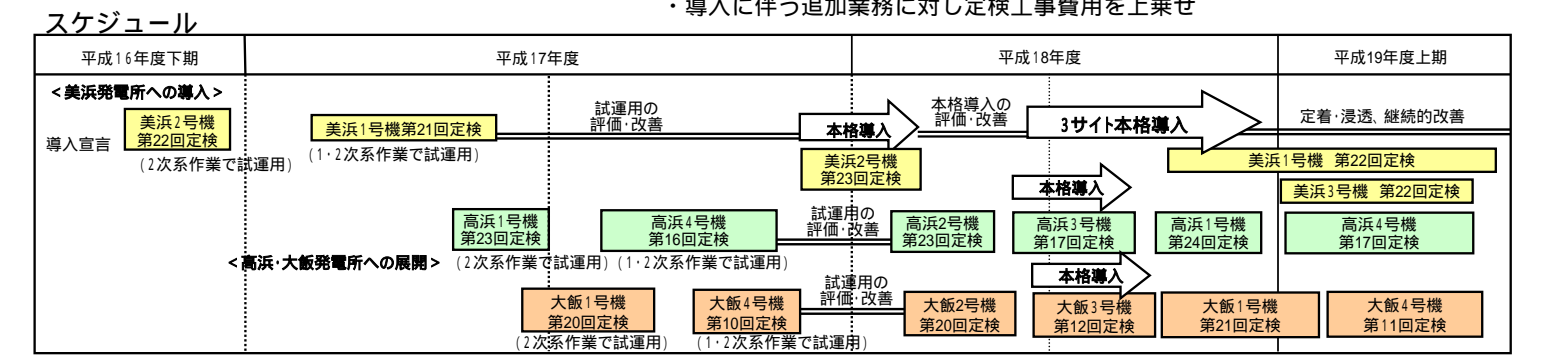 ・導入に伴う追加業務に対し定検工事費用を上乗せ
スケジュール
平成16年度下期
平成17年度
平成18年度
平成19年度上期
＜美浜発電所への導入＞
導入宣言
美浜2号機
第22回定検
(2次系作業で試運用)
美浜1号機第21回定検
(1・2次系作業で試運用)
試運用の
評価・改善
本格導入
美浜2号機
第23回定検
本格導入の
評価・改善
3サイト本格導入
定着・浸透、継続的改善
美浜1号機 第22回定検
美浜3号機 第22回定検
本格導入
高浜1号機
第23回定検
(2次系作業で試運用)
高浜4号機
第16回定検
(1・2次系作業で試運用)
試運用の
評価・改善
高浜2号機
第23回定検
高浜3号機
第17回定検
高浜1号機
第24回定検
高浜4号機
第17回定検
＜高浜・大飯発電所への展開＞
本格導入
大飯1号機
第20回定検
(2次系作業で試運用)
大飯4号機
第10回定検
(1・2次系作業で試運用)
試運用の
評価・改善
大飯2号機
第20回定検
大飯3号機
第12回定検
大飯1号機
第21回定検
大飯4号機
第11回定検